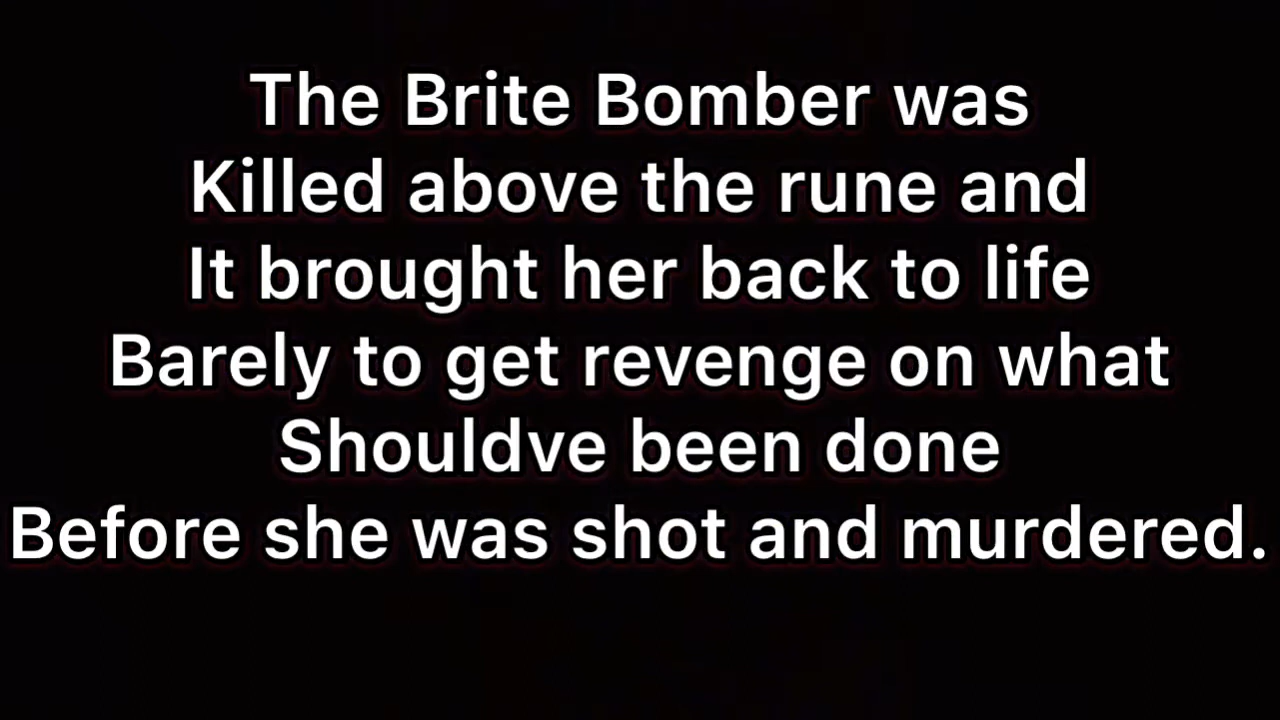 The Brite Bomber was
Killed above the rune and
It brought her back to life
Barely to get revenge on what
Shouldve been done
Before she was shot and murdered.